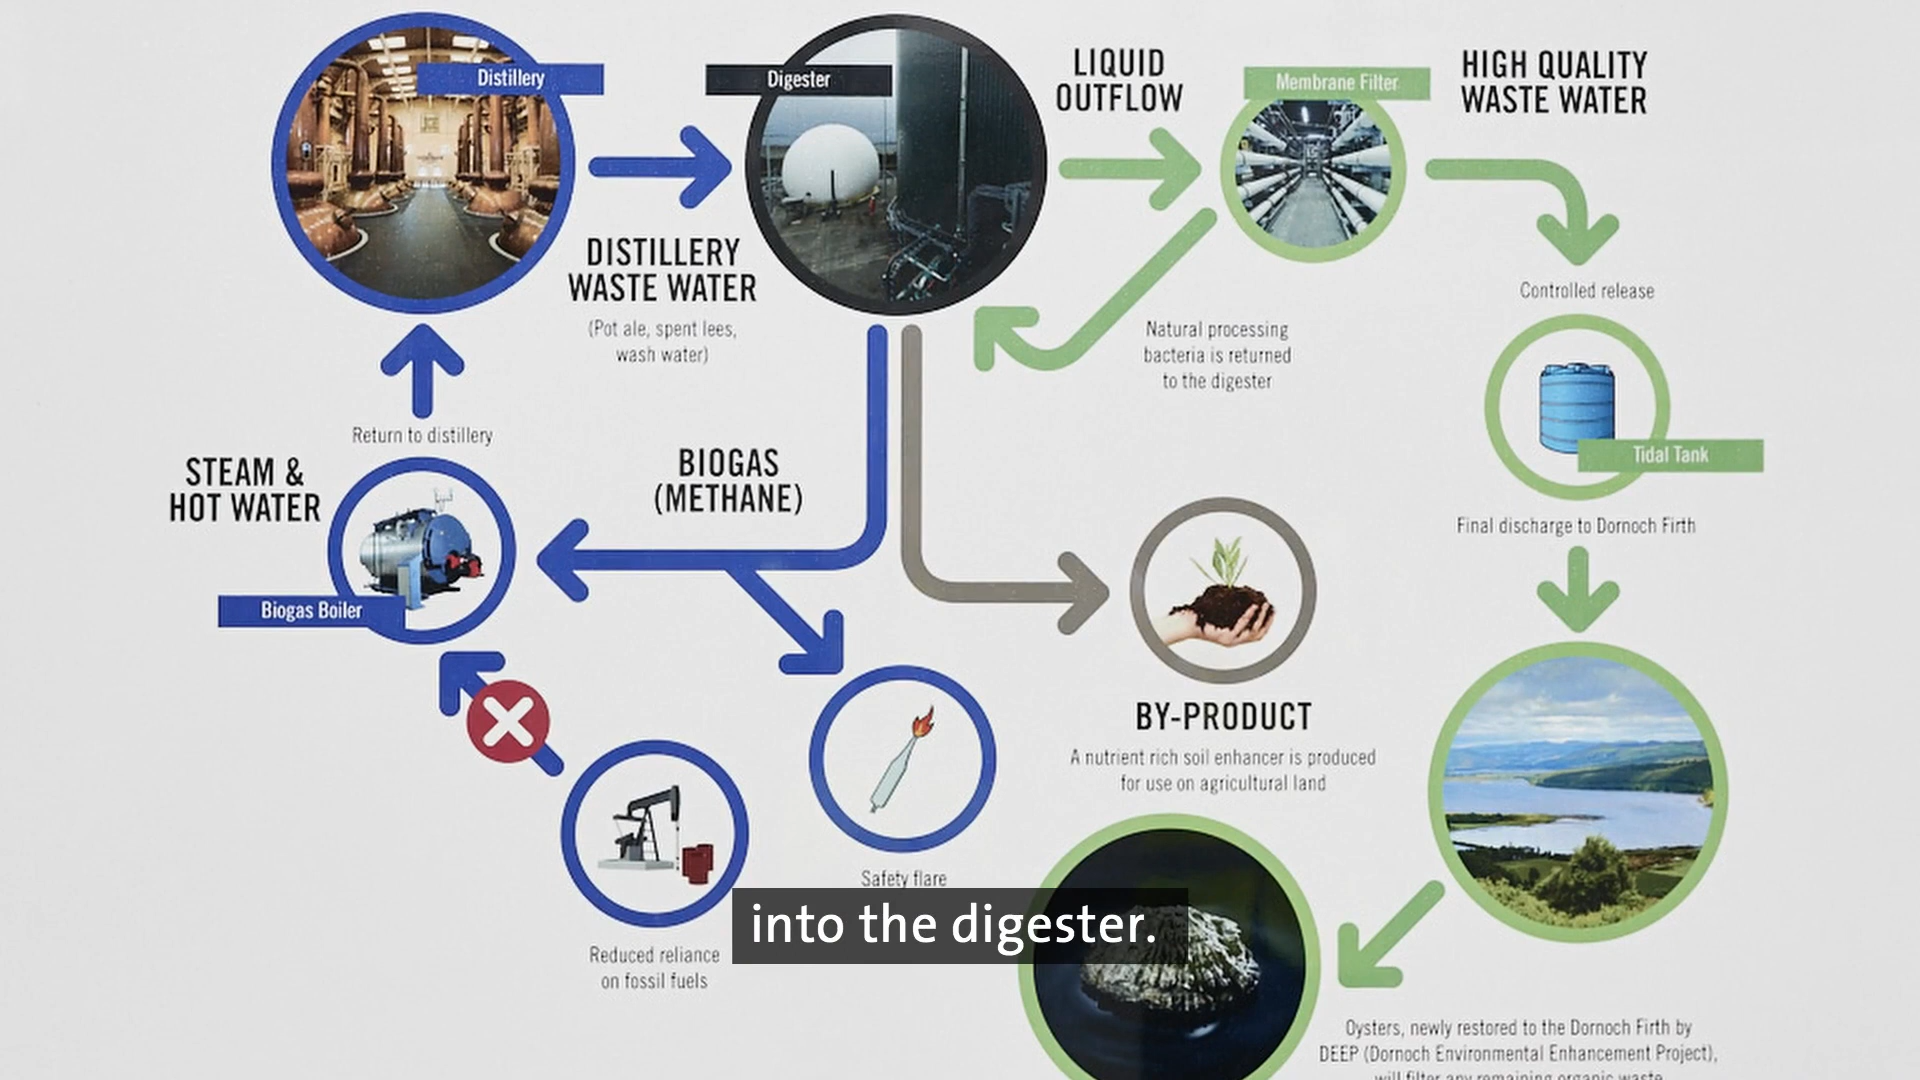 Distillery
Digester
LIQUID
OUTFLOW
Membrane Filter
HIGH QUALITY
WASTE WATER
DISTILLERY
WASTE WATER
(Pot ale, spent lees,
wash water)
Natural processing
bacteria is returned
to the digester
Controlled release
Tidal Tank
Final discharge to Dornoch Firth
Return to distillery
STEAM &
HOT WATER
BIOGAS
(METHANE)
Biogas Boiler
BY-PRODUCT
A nutrient rich soil enhancer is produced
for use on agricultural land
Safety flare
Reduced reliance
on fossil fuels
into the digester.
Oysters, newly restored to the Dornoch Firth by
DEEP (Dornoch Environmental Enhancement Project),
will filter any remaining organic waste